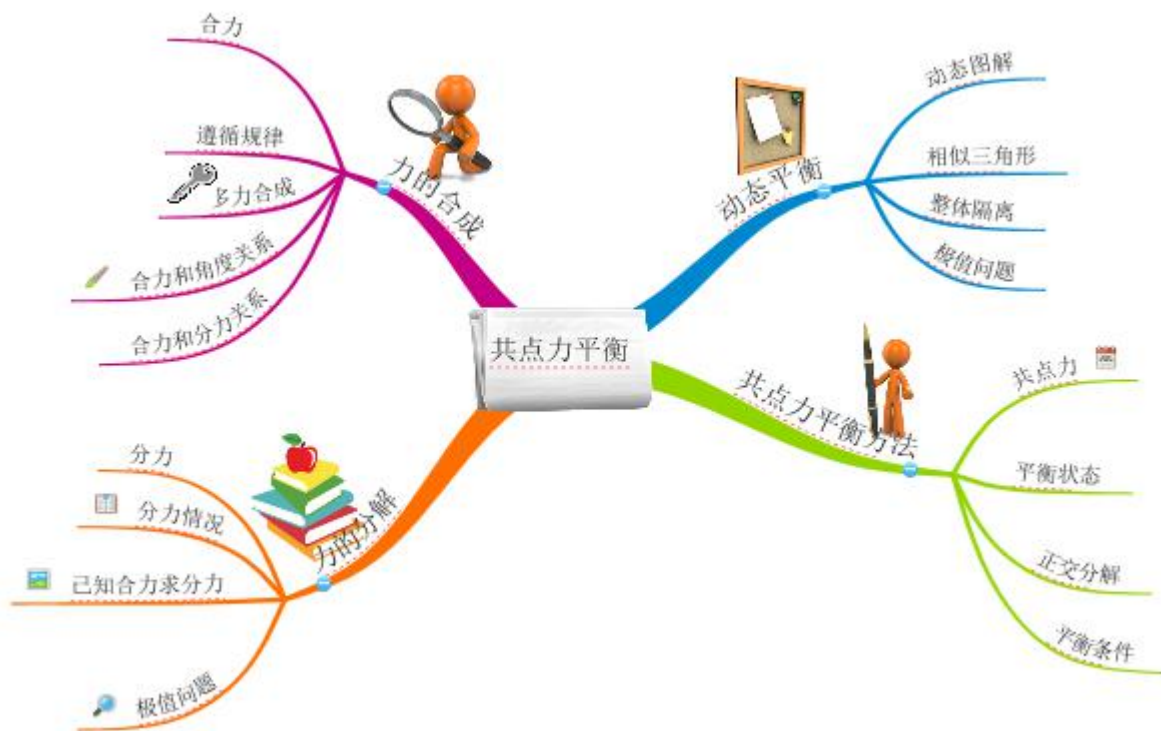 合力
遵循规律
多力合成
合力和角度关系
合力和分力关系
力的合成
动态平衡
动态图解
相似三角形
整体隔离
极值问题
共点力平衡
共点力平衡方法
共点力
平衡状态
正交分解
平衡条件
力的分解
分力
分力情况
己知合力求分力
极值问题